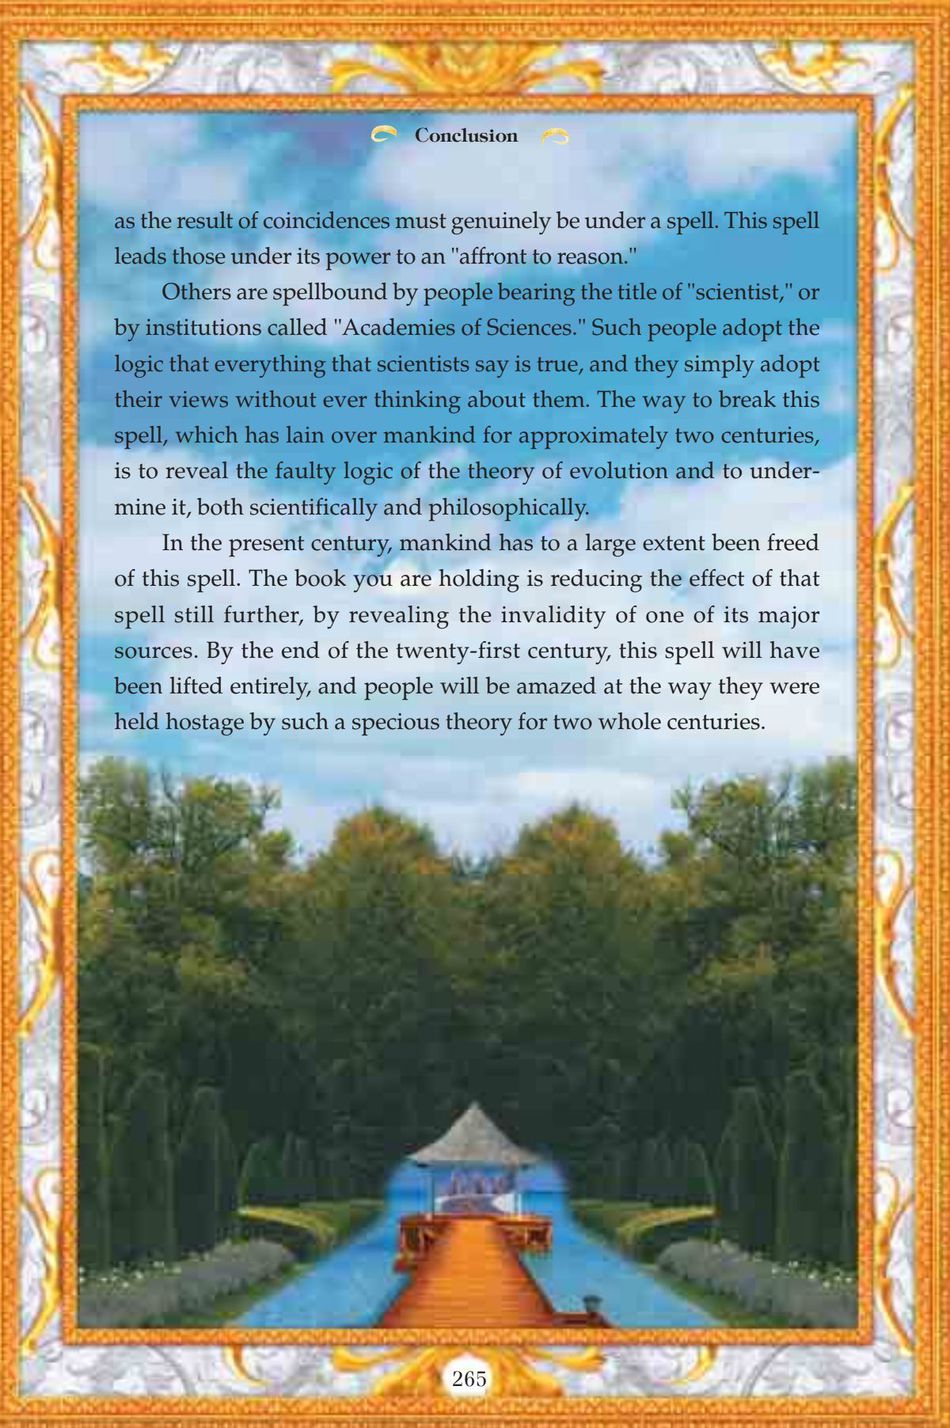 Conclusion
as the result of coincidences must genuinely be under a spell. This spell
leads those under its power to an "affront to reason."
Others are spellbound by people bearing the title of "scientist," or
by institutions called "Academies of Sciences." Such people adopt the
logic that everything that scientists say is true, and they simply adopt
their views without ever thinking about them. The way to break this
spell, which has lain over mankind for approximately two centuries,
is to reveal the faulty logic of the theory of evolution and to under-
mine it, both scientifically and philosophically.
In the present century, mankind has to a large extent been freed
of this spell. The book you are holding is reducing the effect of that
spell still further, by revealing the invalidity of one of its major
sources. By the end of the twenty-first century, this spell will have
been lifted entirely, and people will be amazed at the way they were
held hostage by such a specious theory for two whole centuries.
265